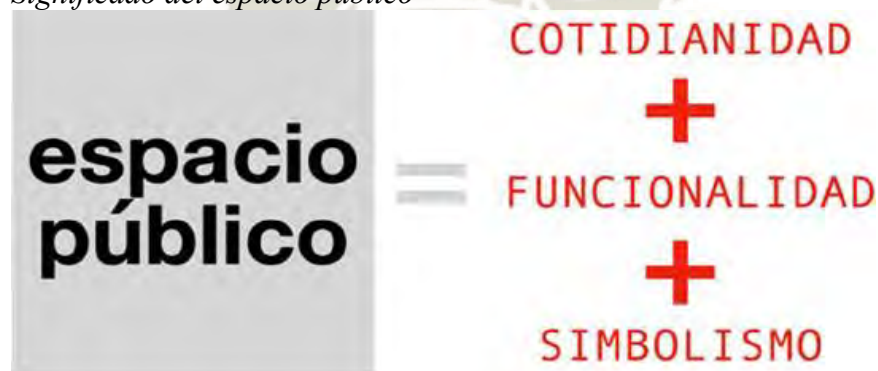 Significado del espacio público
espacio
público
=
COTIDIANIDAD
+
FUNCIONALIDAD
+
SIMBOLISMO